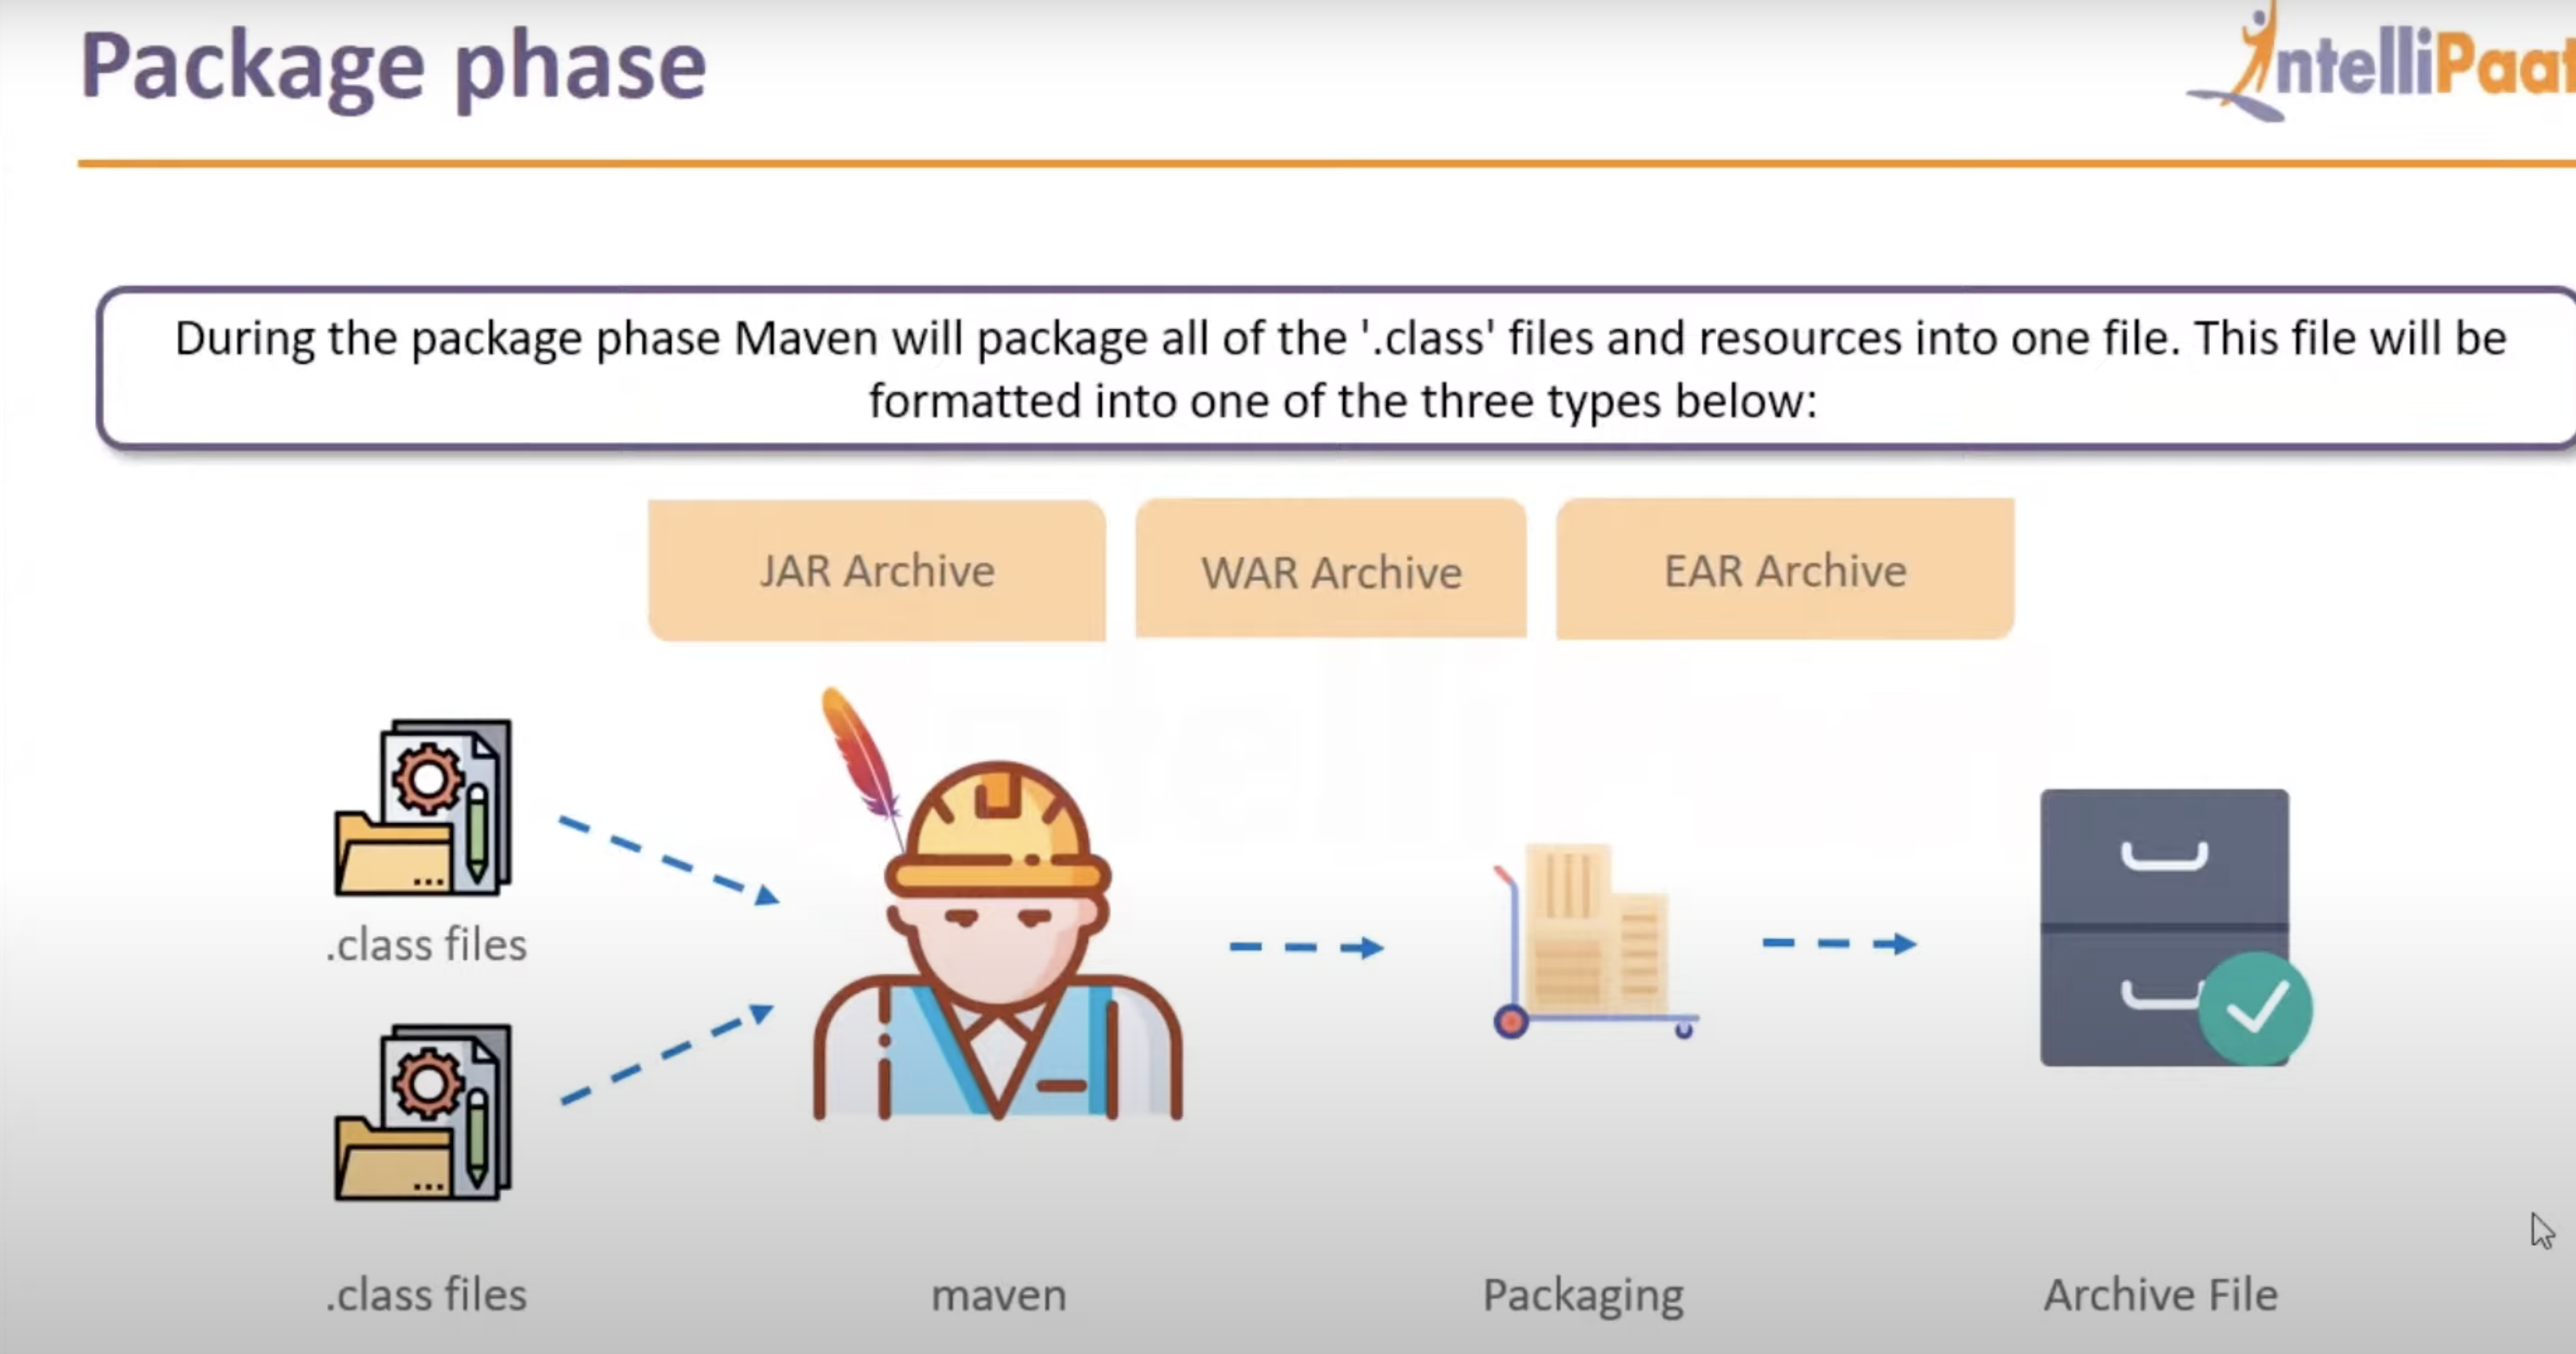 Package phase
IntelliPaat
During the package phase Maven will package all of the '.class' files and resources into one file. This file will be
formatted into one of the three types below:
JAR Archive
WAR Archive
EAR Archive
.class files
.class files
maven
Packaging
Archive File